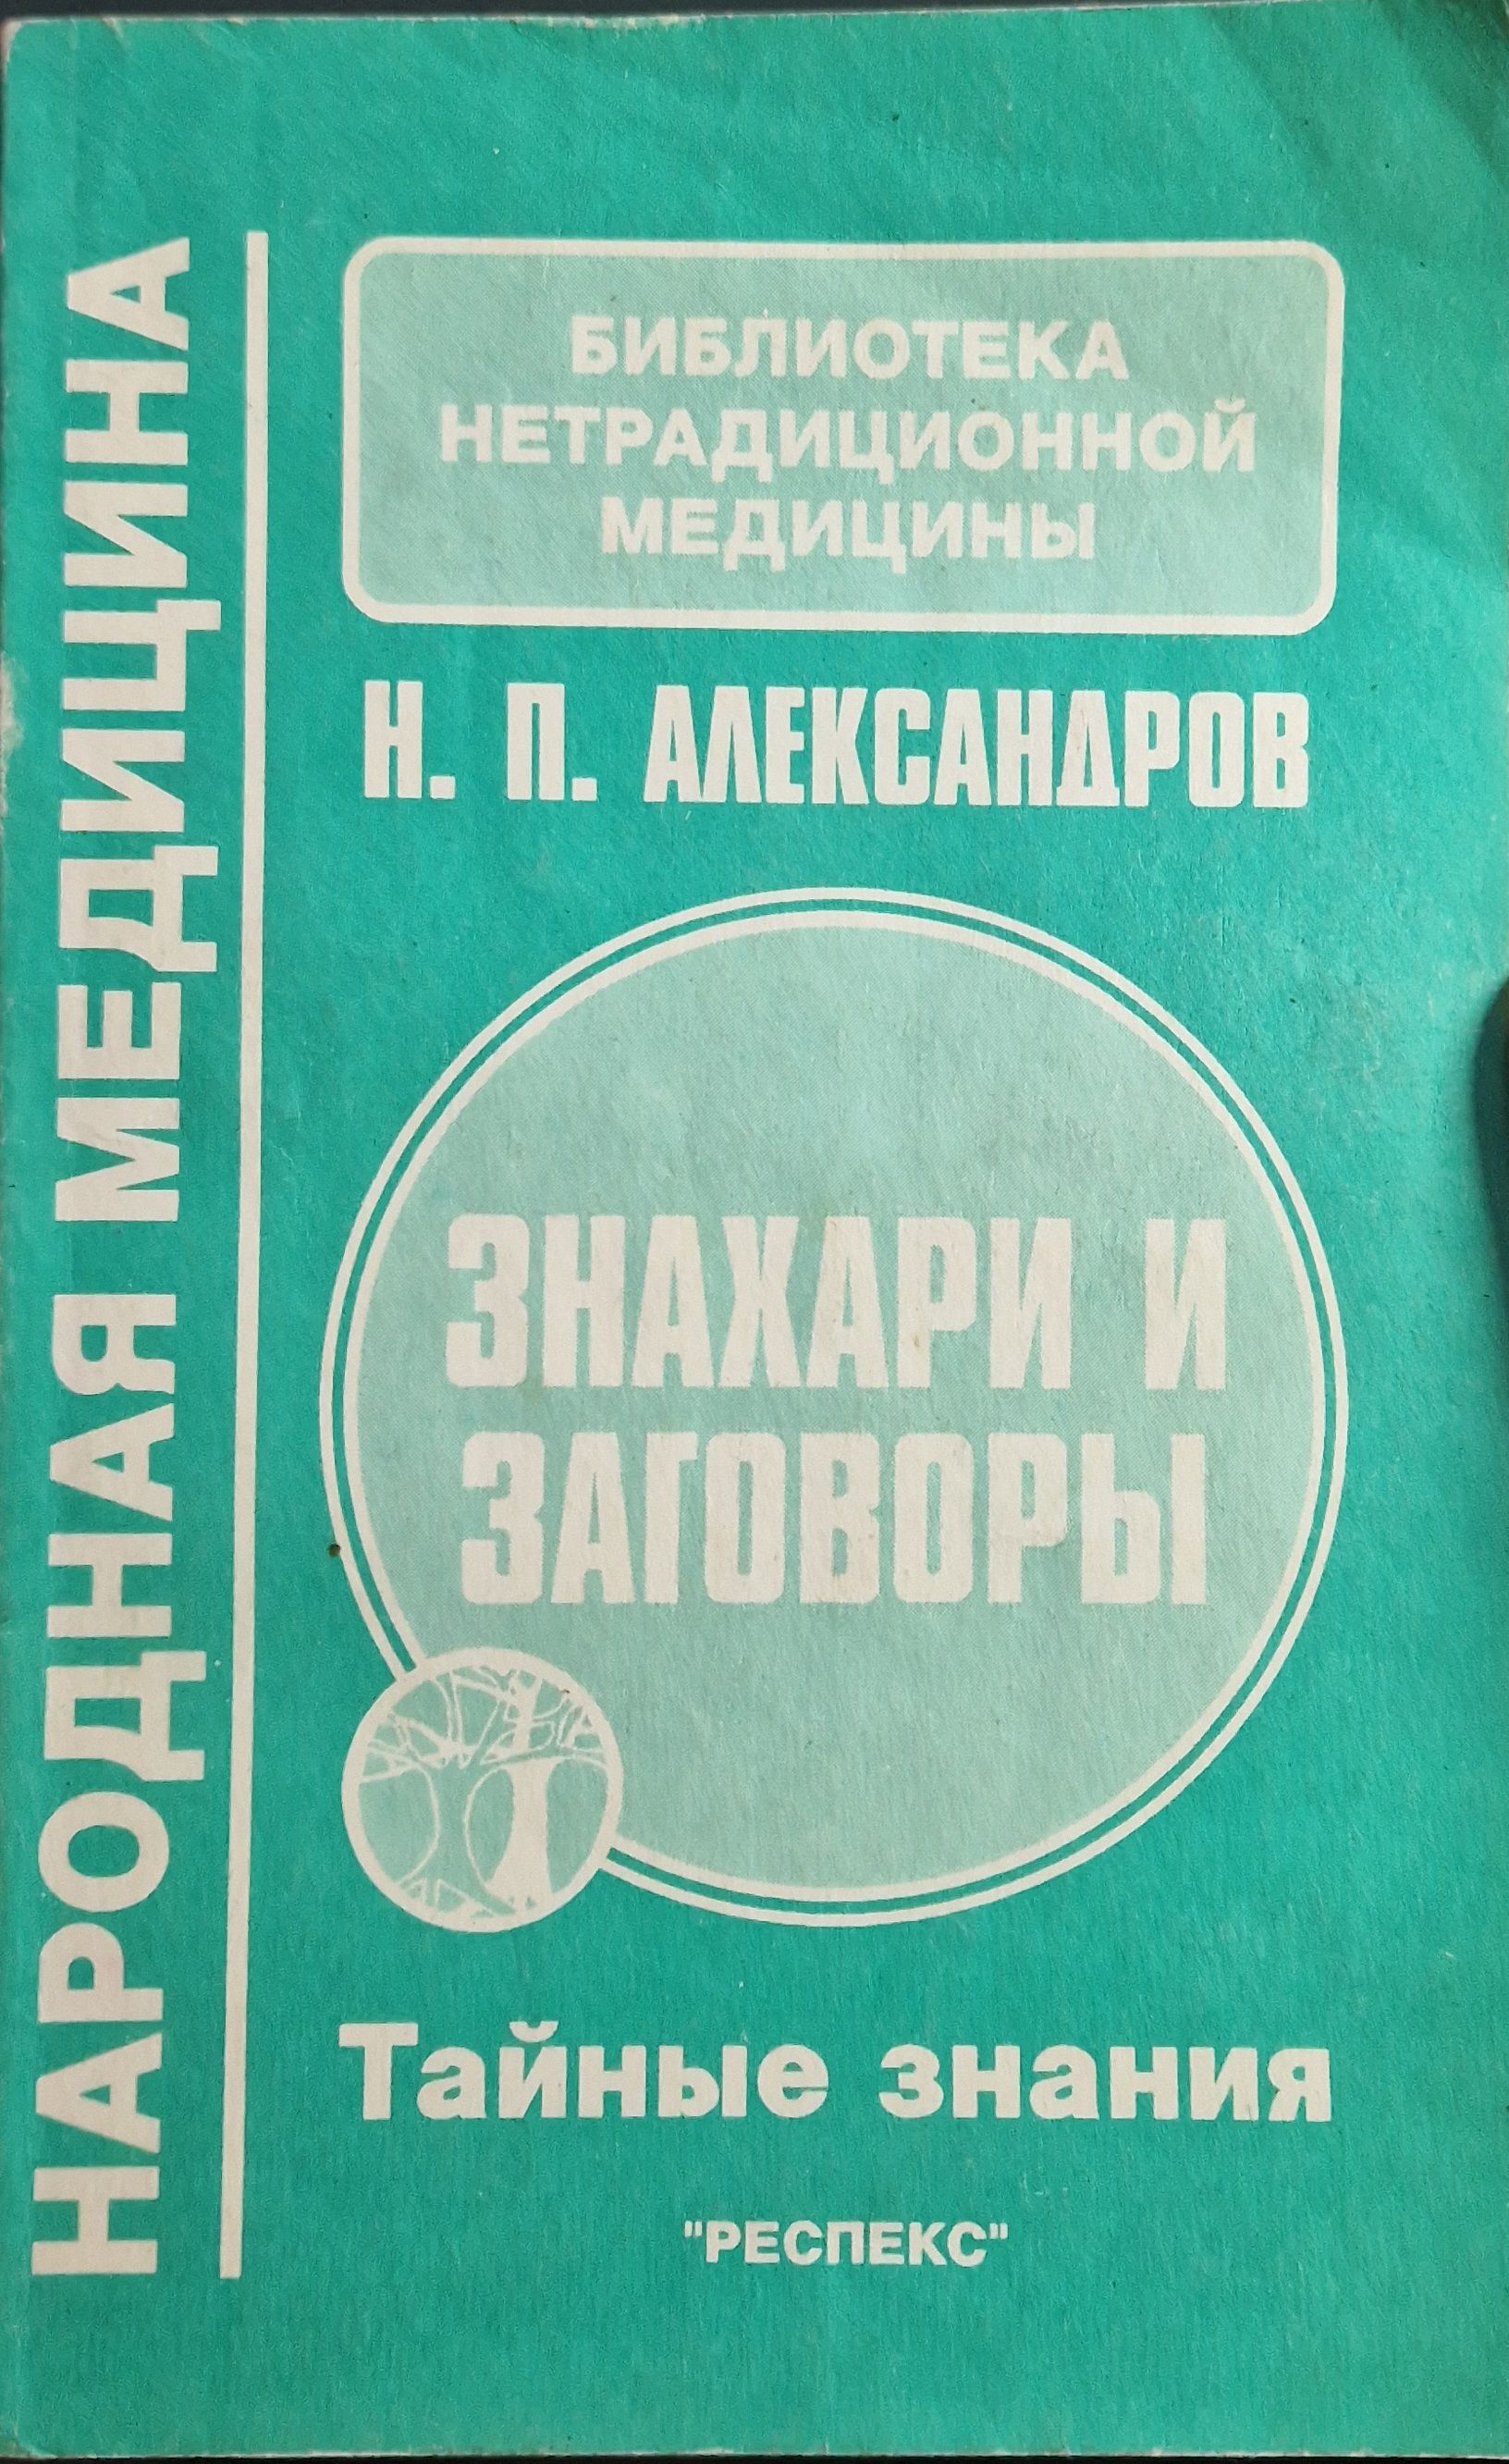 НАРОДНАЯ МЕДИЦИНА
БИБЛИОТЕКА
НЕТРАДИЦИОННОЙ
МЕДИЦИНЫ
Н. П. АЛЕКСАНДРОВ
ЗНАХАРИ И
ЗАГОВОРЫ
Тайные знания
"РЕСПЕКС"